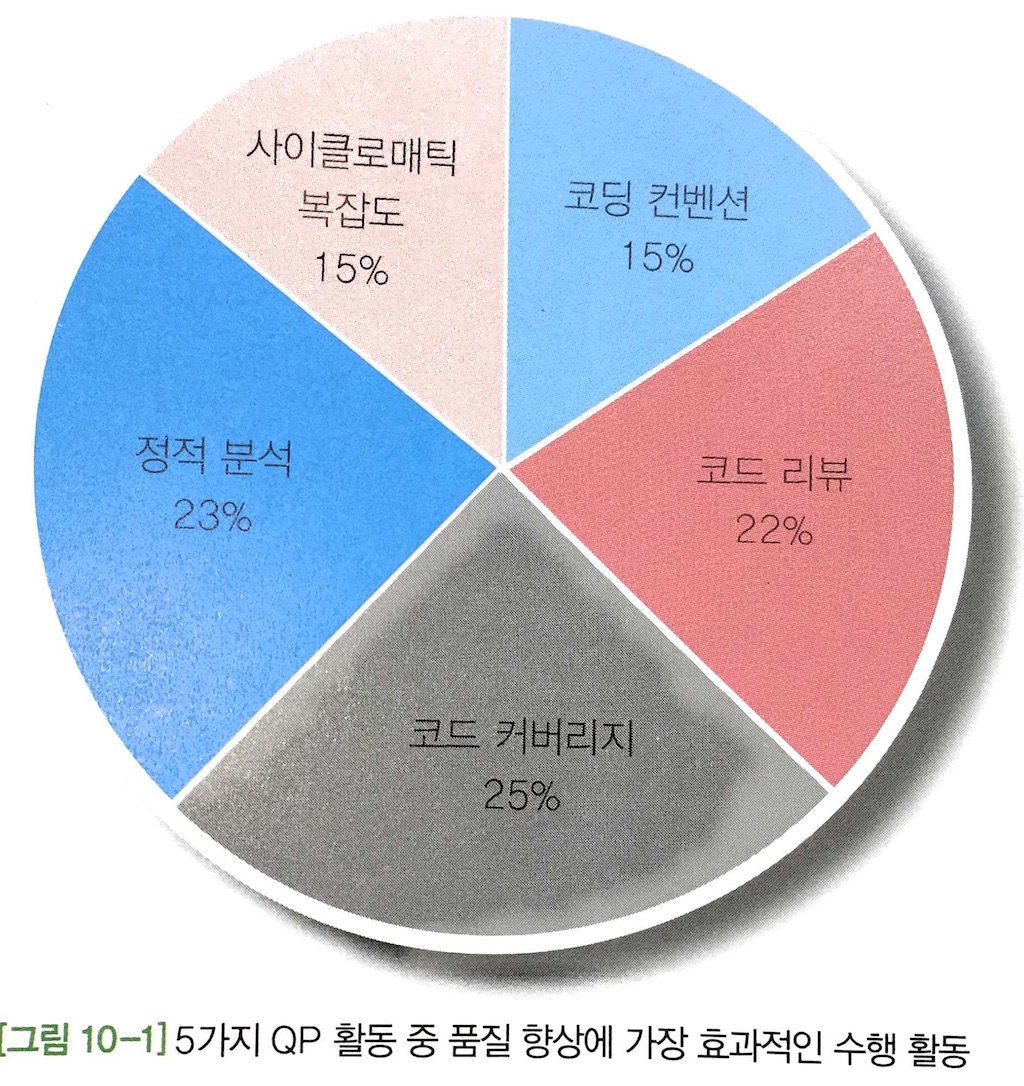 사이클로매틱
복잡도
15%
코딩 컨벤션
15%
정적 분석
23%
코드 리뷰
22%
코드 커버리지
25%
[그림 10-1] 5가지 QP 활동 중 품질 향상에 가장 효과적인 수행 활동